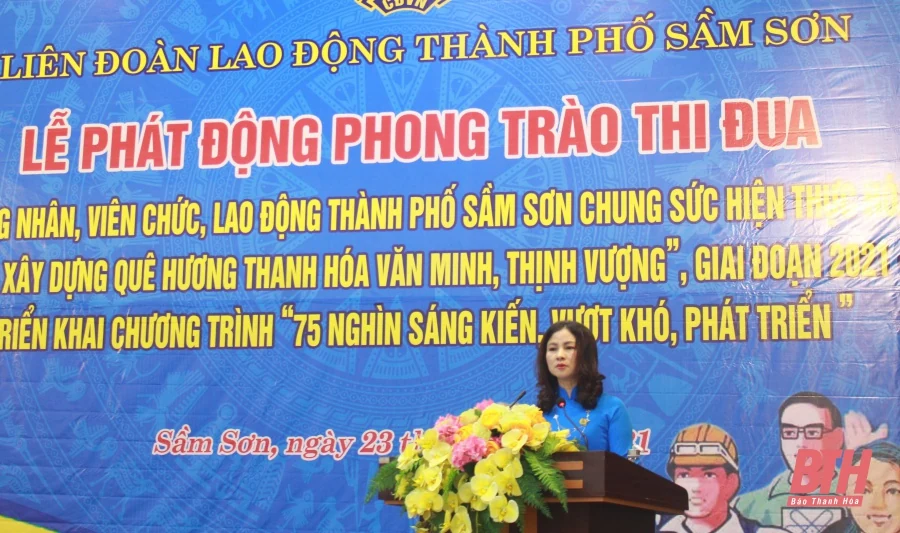 CĐVN
LIÊN ĐOÀN LAO ĐỘNG THÀNH PHỐ SẦM SƠN
LỄ PHÁT ĐỘNG PHONG TRÀO THI ĐUA
NHÂN, VIÊN CHỨC, LAO ĐỘNG THÀNH PHỐ SẦM SƠN CHUNG SỨC HIỆN
XÂY DỰNG QUÊ HƯƠNG THANH HÓA VĂN MINH, THỊNH VƯỢNG”, GIAI ĐOẠN 2021
KHAI CHƯƠNG TRÌNH “75 NGHÌN SÁNG KIẾN, VƯỢT KHÓ, PHÁT TRIỂN ”
Sầm Sơn, ngày 23
BTH
Báo Thanh Hóa